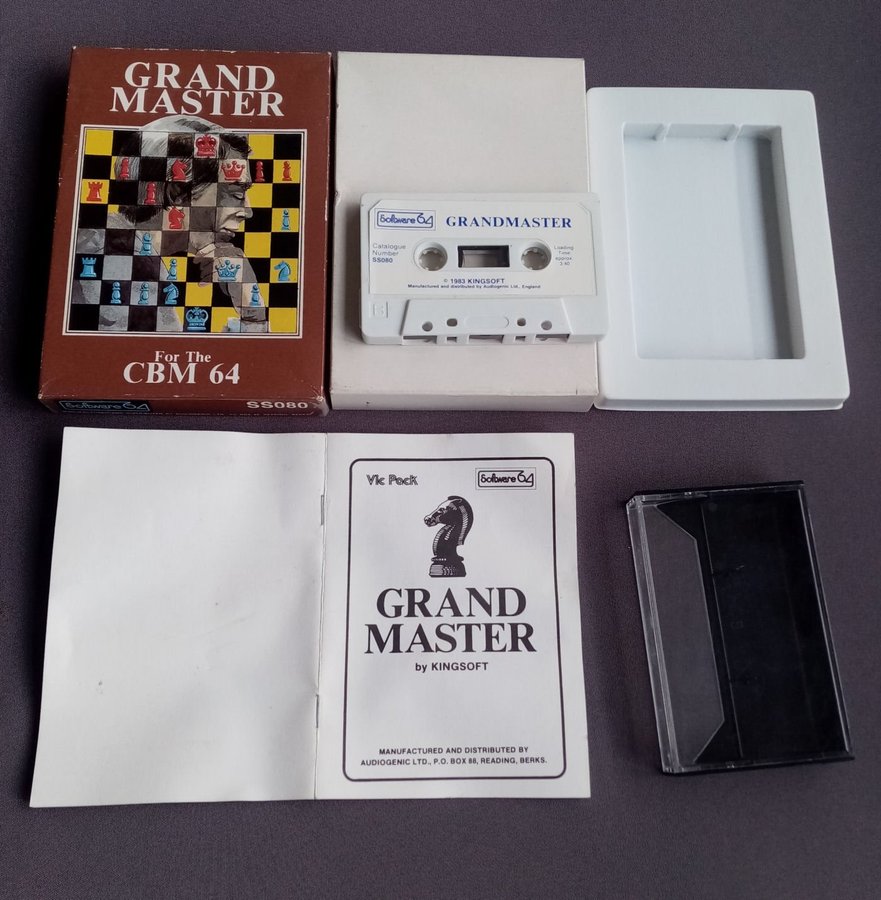 GRAND
MASTER
For The
CBM 64
Software 64
SS080
Software 64
GRANDMASTER
Catalogue
Number
SS080
Loading
Time
approx.
3.40
© 1983 KINGSOFT
Manufactured and distributed by Audiogenic Ltd., England
Vic Pack
Software 64
GRAND
MASTER
by KINGSOFT
MANUFACTURED AND DISTRIBUTED BY
AUDIOGENIC LTD., P.O. BOX 88, READING, BERKS.